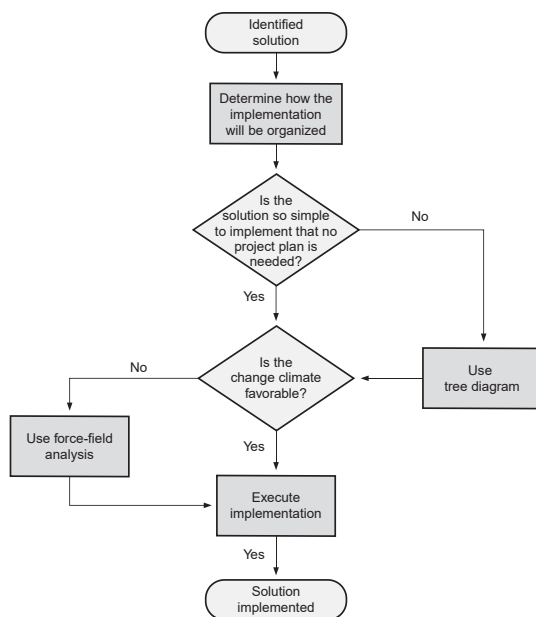 Identified
solution
Determine how the
implementation
will be organized
Is the
solution so simple
to implement that no
project plan is
needed?
No
Yes
Is the
change climate
favorable?
No
Use
tree diagram
Use force-field
analysis
Yes
Execute
implementation
Yes
Solution
implemented